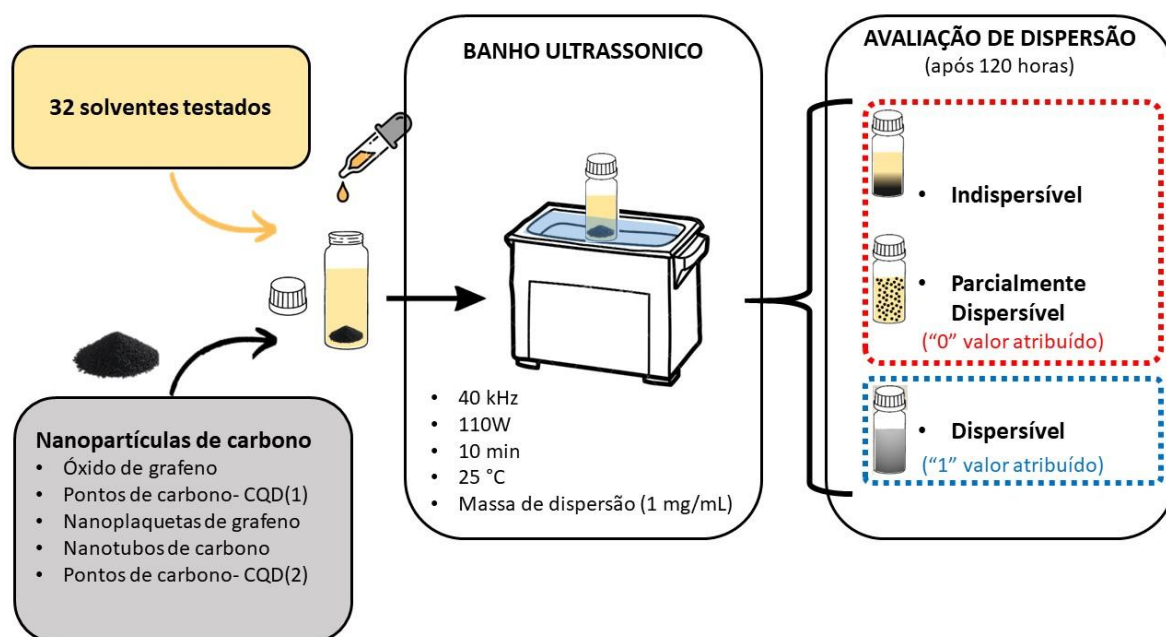 32 solventes testados
Nanopartículas de carbono
• Óxido de grafeno
• Pontos de carbono- CQD(1)
• Nanoplaquetas de grafeno
• Nanotubos de carbono
• Pontos de carbono- CQD(2)
BANHO ULTRASSONICO
• 40 kHz
• 110W
• 10 min
• 25 °C
• Massa de dispersão (1 mg/mL)
AVALIAÇÃO DE DISPERSÃO
(após 120 horas)
• Indispersível
• Parcialmente
Dispersível
(“0” valor atribuído)
• Dispersível
(“1” valor atribuído)